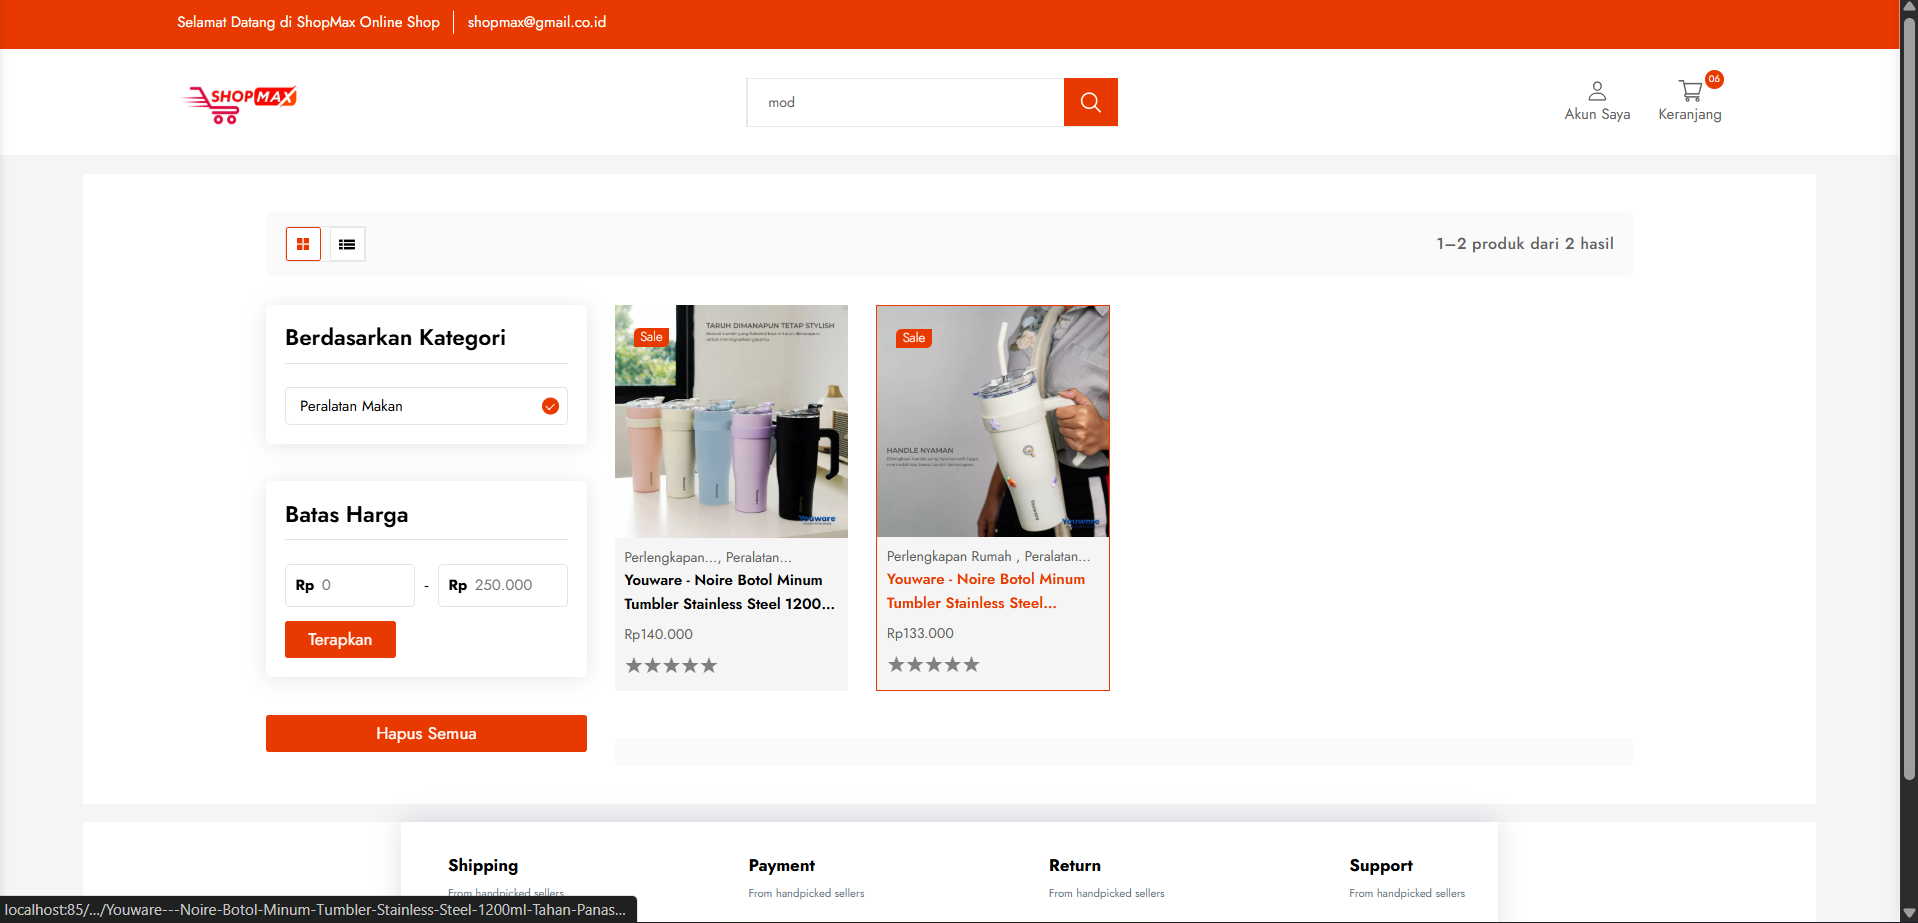 Selamat Datang di ShopMax Online Shop
shopmax@gmail.co.id
SHOPMAX
mod
Akun Saya
06
Keranjang
1–2 produk dari 2 hasil
Berdasarkan Kategori
Peralatan Makan
Batas Harga
Rp 0 - Rp 250.000
Terapkan
Hapus Semua
Sale
TARUH DIMANAPUN TETAP STYLISH
Youware
Perlengkapan..., Peralatan...
Youware - Noire Botol Minum
Tumbler Stainless Steel 1200...
Rp140.000
Sale
HANDLE NYAMAN
Youware
Youware
Perlengkapan Rumah , Peralatan...
Youware - Noire Botol Minum
Tumbler Stainless Steel...
Rp133.000
Shipping
From handpicked sellers
Payment
From handpicked sellers
Return
From handpicked sellers
Support
From handpicked sellers
localhost:85/.../Youware---Noire-Botol-Minum-Tumbler-Stainless-Steel-1200ml-Tahan-Panas...